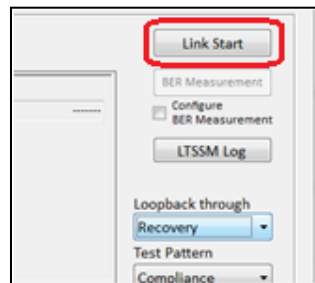 Link Start
BER Measurement
Configure
BER Measurement
LTSSM Log
Loopback through
Recovery
Test Pattern
Compliance